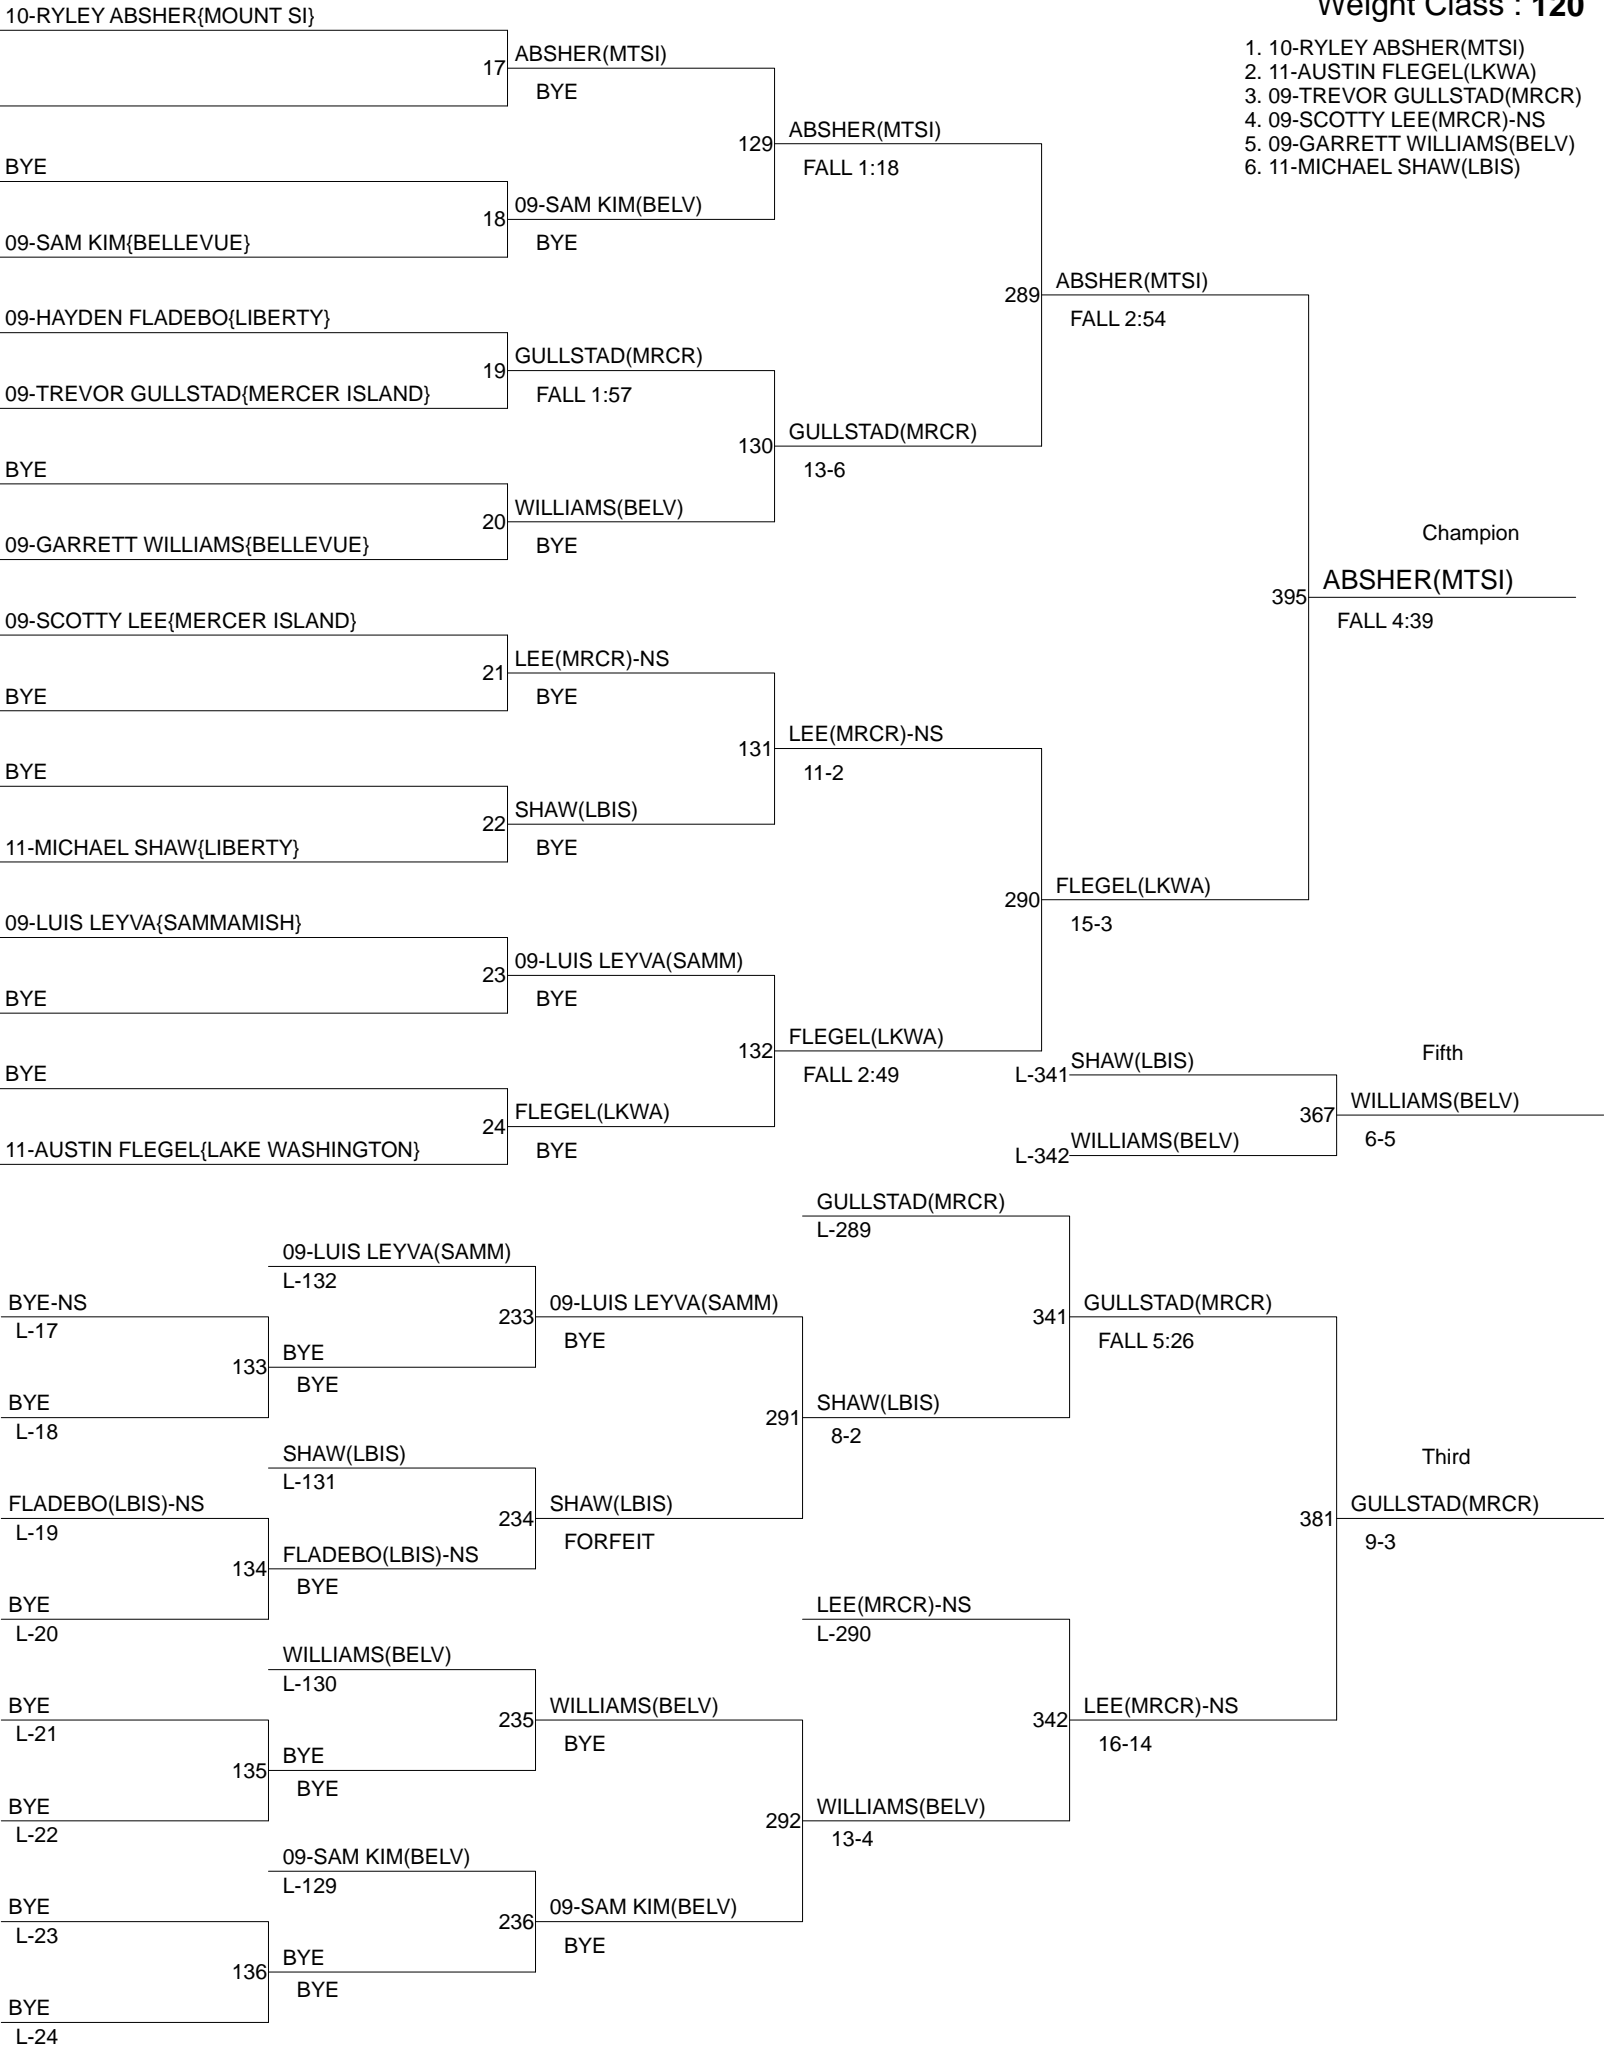 10-RYLEY ABSHER{MOUNT SI}
Weight Class : 120
1. 10-RYLEY ABSHER(MTSI)
2. 11-AUSTIN FLEGEL(LKWA)
3. 09-TREVOR GULLSTAD(MRCR)
4. 09-SCOTTY LEE(MRCR)-NS
5. 09-GARRETT WILLIAMS(BELV)
6. 11-MICHAEL SHAW(LBIS)
17
ABSHER(MTSI)
BYE
129
ABSHER(MTSI)
FALL 1:18
BYE
18
09-SAM KIM(BELV)
BYE
09-SAM KIM{BELLEVUE}
289
ABSHER(MTSI)
FALL 2:54
09-HAYDEN FLADEBO{LIBERTY}
19
GULLSTAD(MRCR)
FALL 1:57
09-TREVOR GULLSTAD{MERCER ISLAND}
130
GULLSTAD(MRCR)
13-6
BYE
20
WILLIAMS(BELV)
BYE
09-GARRETT WILLIAMS{BELLEVUE}
Champion
395
ABSHER(MTSI)
FALL 4:39
09-SCOTTY LEE{MERCER ISLAND}
21
LEE(MRCR)-NS
BYE
BYE
131
LEE(MRCR)-NS
11-2
BYE
22
SHAW(LBIS)
BYE
11-MICHAEL SHAW{LIBERTY}
290
FLEGEL(LKWA)
15-3
09-LUIS LEYVA{SAMMAMISH}
23
09-LUIS LEYVA(SAMM)
BYE
BYE
132
FLEGEL(LKWA)
FALL 2:49
BYE
24
FLEGEL(LKWA)
BYE
11-AUSTIN FLEGEL{LAKE WASHINGTON}
Fifth
L-341
SHAW(LBIS)
367
WILLIAMS(BELV)
6-5
L-342
WILLIAMS(BELV)
GULLSTAD(MRCR)
L-289
09-LUIS LEYVA(SAMM)
L-132
BYE-NS
L-17
233
09-LUIS LEYVA(SAMM)
BYE
341
GULLSTAD(MRCR)
FALL 5:26
133
BYE
BYE
BYE
L-18
291
SHAW(LBIS)
8-2
SHAW(LBIS)
L-131
Third
FLADEBO(LBIS)-NS
L-19
234
SHAW(LBIS)
FORFEIT
381
GULLSTAD(MRCR)
9-3
134
FLADEBO(LBIS)-NS
BYE
BYE
L-20
LEE(MRCR)-NS
L-290
WILLIAMS(BELV)
L-130
BYE
L-21
235
WILLIAMS(BELV)
BYE
342
LEE(MRCR)-NS
16-14
135
BYE
BYE
BYE
L-22
292
WILLIAMS(BELV)
13-4
09-SAM KIM(BELV)
L-129
BYE
L-23
236
09-SAM KIM(BELV)
BYE
136
BYE
BYE
BYE
L-24